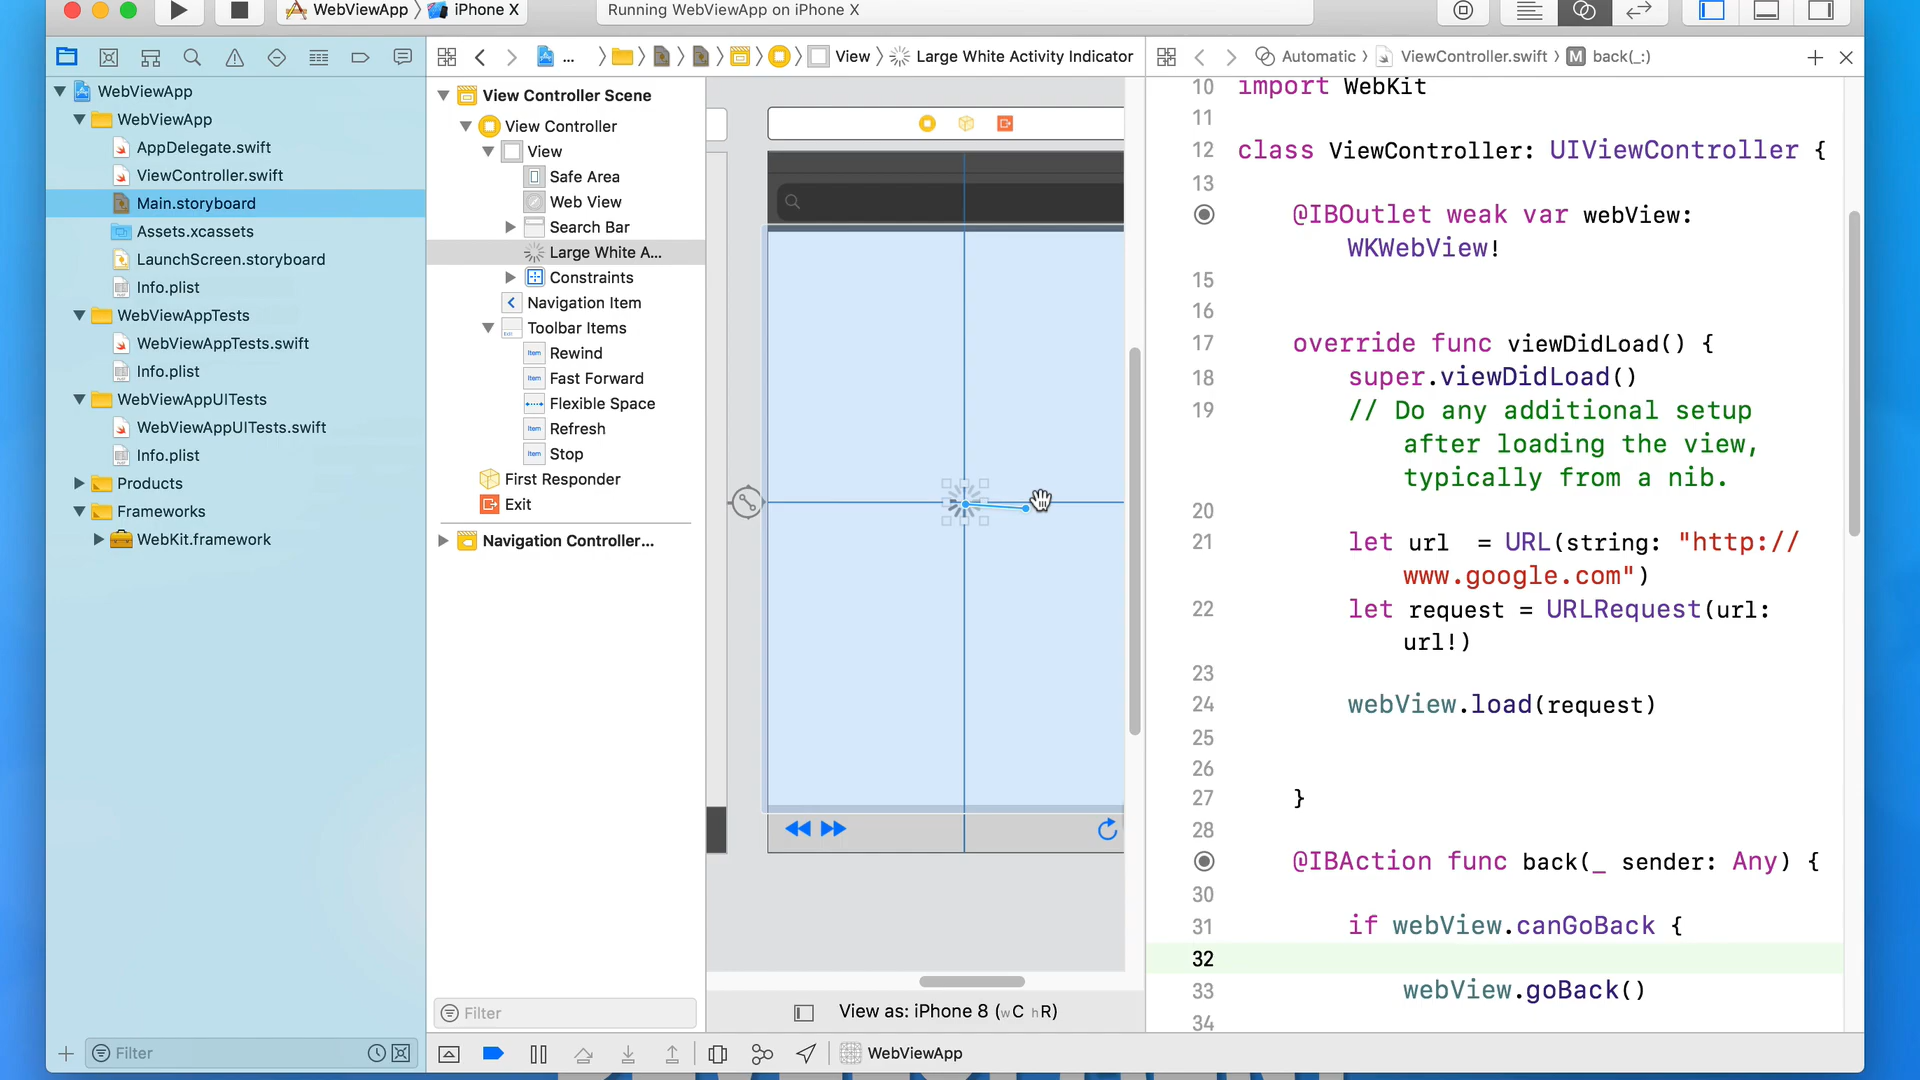 WebViewApp iPhone X
Running WebViewApp on iPhone X
... View Large White Activity Indicator
Automatic ViewController.swift M back(_:)
WebViewApp
WebViewApp
AppDelegate.swift
ViewController.swift
Main.storyboard
Assets.xcassets
LaunchScreen.storyboard
Info.plist
WebViewAppTests
WebViewAppTests.swift
Info.plist
WebViewAppUITests
WebViewAppUITests.swift
Info.plist
Products
Frameworks
WebKit.framework
Filter
View Controller Scene
View Controller
View
Safe Area
Web View
Search Bar
Large White A...
Constraints
Navigation Item
Toolbar Items
Item Rewind
Item Fast Forward
Flexible Space
Item Refresh
Item Stop
First Responder
Exit
Navigation Controller...
Filter
View as: iPhone 8 (wC hR)
WebViewApp
10 import WebKit
11
12 class ViewController: UIViewController {
13
@IBOutlet weak var webView:
WKWebView!
15
16
17 override func viewDidLoad() {
18 super.viewDidLoad()
19 // Do any additional setup
after loading the view,
typically from a nib.
20
21 let url  = URL(string: "http://
www.google.com")
22 let request = URLRequest(url:
url!)
23
24 webView.load(request)
25
26
27 }
28
@IBAction func back(_ sender: Any) {
30
31 if webView.canGoBack {
32
33 webView.goBack()
34